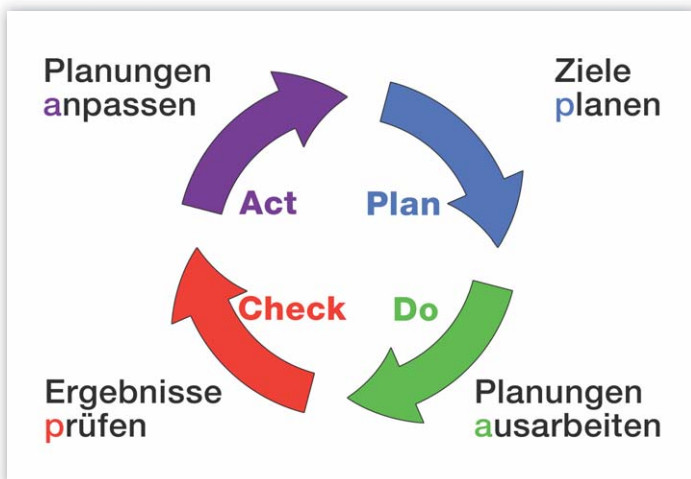 Planungen
anpassen
Ziele
planen
Act
Plan
Check
Do
Ergebnisse
prüfen
Planungen
ausarbeiten